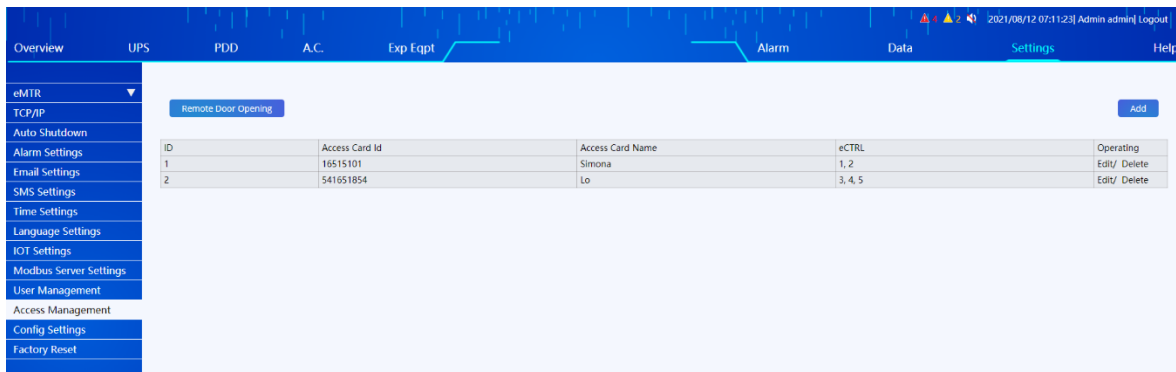 4 2 2021/08/12 07:11:23| Admin admin| Logout
Overview UPS PDD A.C. Exp Eqpt Alarm Data Settings Help
eMTR
TCP/IP
Auto Shutdown
Alarm Settings
Email Settings
SMS Settings
Time Settings
Language Settings
IOT Settings
Modbus Server Settings
User Management
Access Management
Config Settings
Factory Reset
Remote Door Opening Add
ID Access Card Id Access Card Name eCTRL Operating
1 16515101 Simona 1, 2 Edit/ Delete
2 541651854 Lo 3, 4, 5 Edit/ Delete